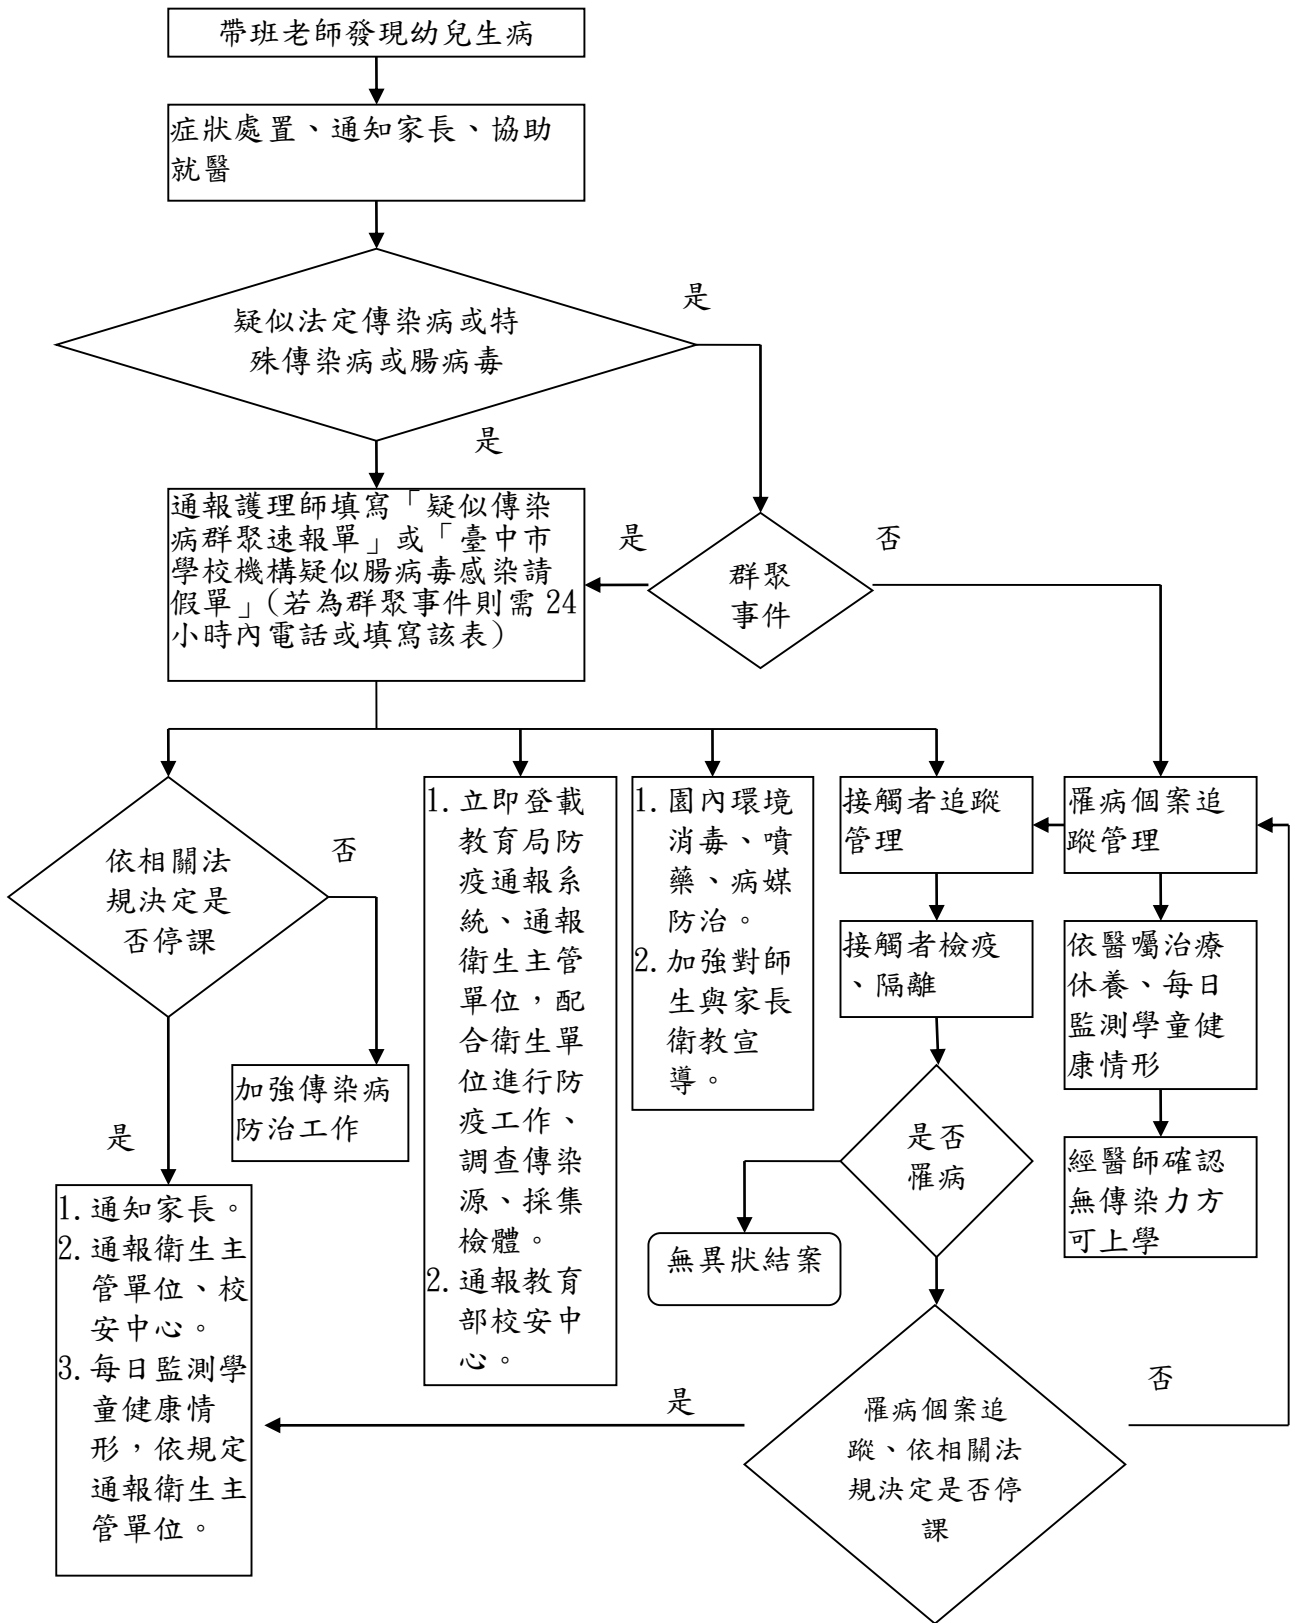 帶班老師發現幼兒生病
症狀處置、通知家長、協助
就醫
是
疑似法定傳染病或特
殊傳染病或腸病毒
是
通報護理師填寫「疑似傳染
病群聚速報單」或「臺中市
學校機構疑似腸病毒感染請
假單」(若為群聚事件則需 24
小時內電話或填寫該表)
是
群聚
事件
否
依相關法
規決定是
否停課
否
是
加強傳染病
防治工作
1. 通知家長。
2. 通報衛生主
管單位、校
安中心。
3. 每日監測學
童健康情
形，依規定
通報衛生主
管單位。
1. 立即登載
教育局防
疫通報系
統、通報
衛生主管
單位，配
合衛生單
位進行防
疫工作、
調查傳染
源、採集
檢體。
2. 通報教育
部校安中
心。
1. 園內環境
消毒、噴
藥、病媒
防治。
2. 加強對師
生與家長
衛教宣
導。
接觸者追蹤
管理
接觸者檢疫
、隔離
是否
罹病
無異狀結案
罹病個案追
蹤管理
依醫囑治療
休養、每日
監測學童健
康情形
經醫師確認
無傳染力方
可上學
是
罹病個案追
蹤、依相關法
規決定是否停
課
否